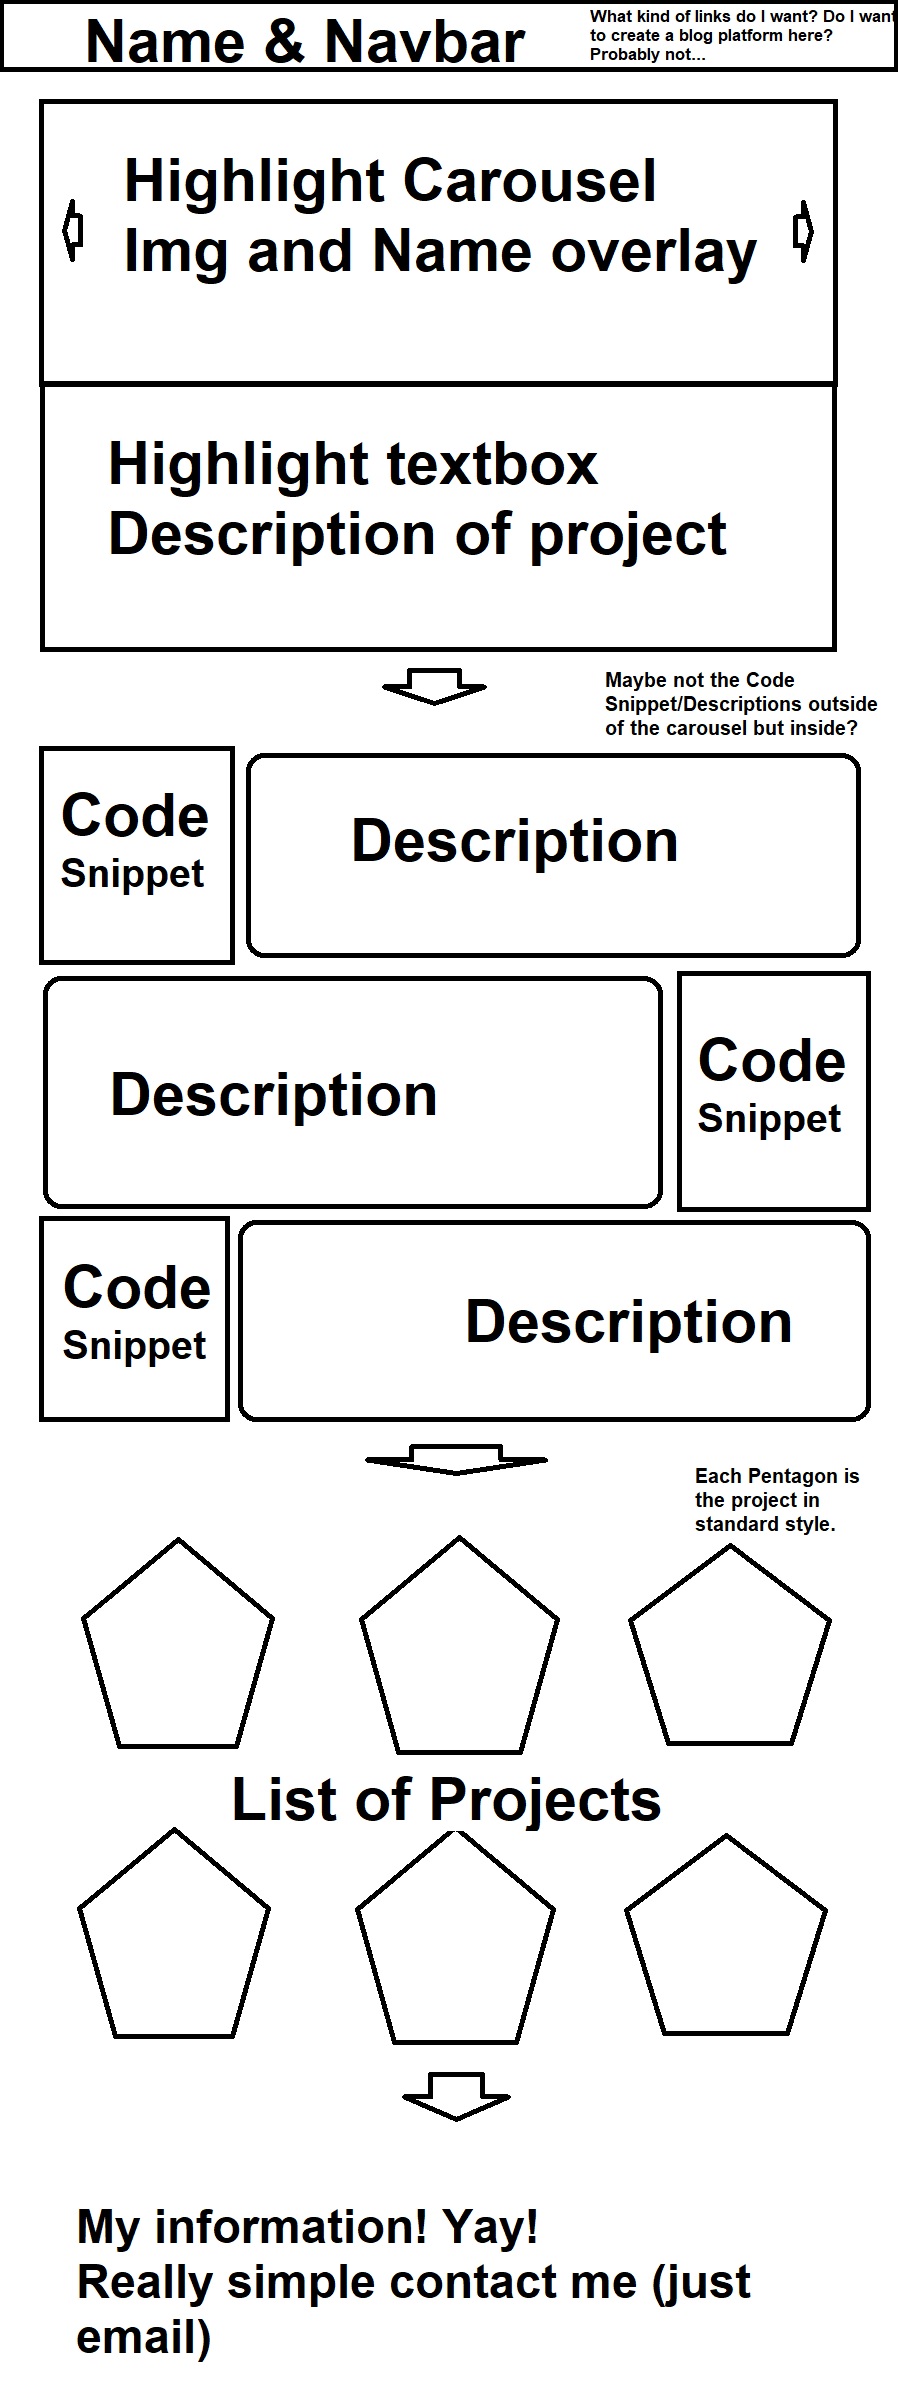 Name & Navbar
What kind of links do I want? Do I want
to create a blog platform here?
Probably not...
Highlight Carousel
Img and Name overlay
Highlight textbox
Description of project
Maybe not the Code
Snippet/Descriptions outside
of the carousel but inside?
Code
Snippet
Description
Description
Code
Snippet
Code
Snippet
Description
Each Pentagon is
the project in
standard style.
List of Projects
My information! Yay!
Really simple contact me (just
email)